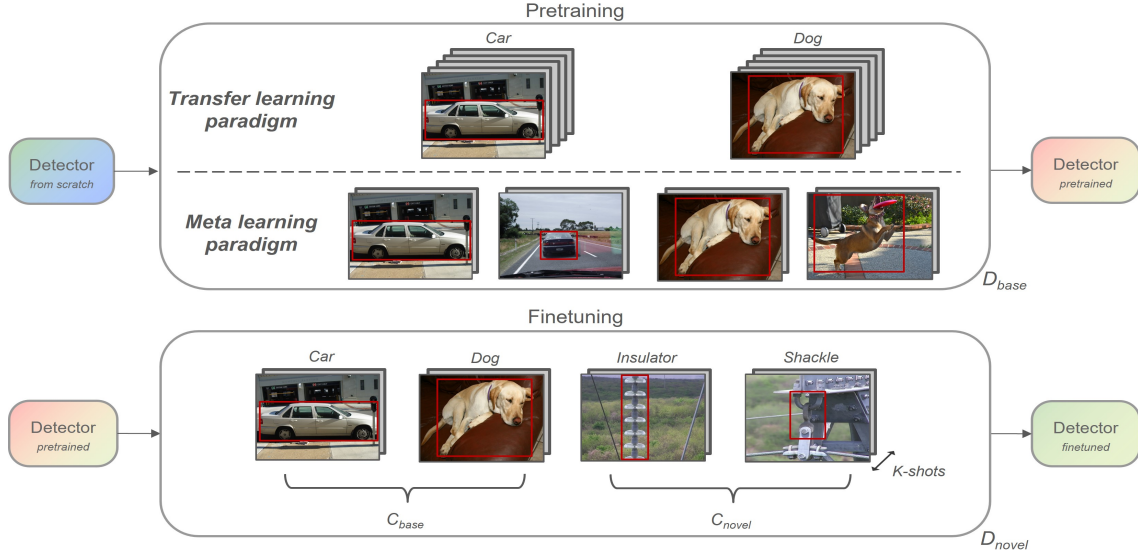 Pretraining
Car
Dog
Transfer learning
paradigm
Detector
from scratch
Detector
pretrained
Meta learning
paradigm
D_base
Finetuning
Car
Dog
Insulator
Shackle
Detector
pretrained
Detector
finetuned
K-shots
C_base
C_novel
D_novel